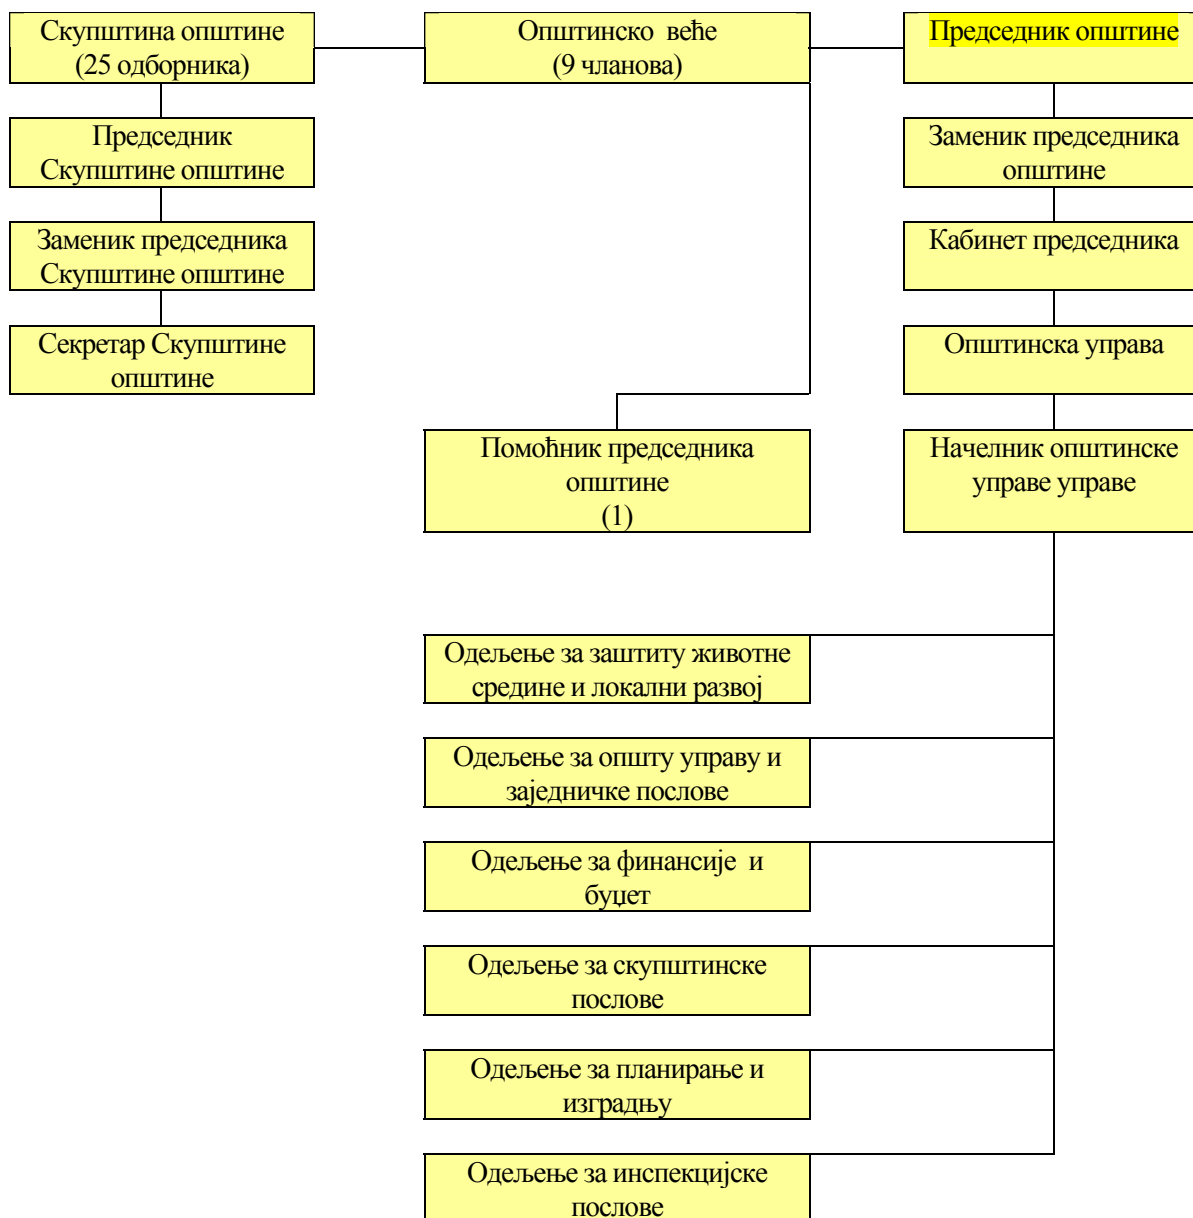 Скупштина општине
(25 одборника)
Општинско веће
(9 чланова)
Председник општине
Председник
Скупштине општине
Заменик председника
општине
Заменик председника
Скупштине општине
Кабинет председника
Секретар Скупштине
општине
Општинска управа
Помоћник председника
општине
(1)
Начелник општинске
управе управе
Одељење за заштиту животне
средине и локални развој
Одељење за општу управу и
заједничке послове
Одељење за финансије и
буџет
Одељење за скупштинске
послове
Одељење за планирање и
изградњу
Одељење за инспекцијске
послове